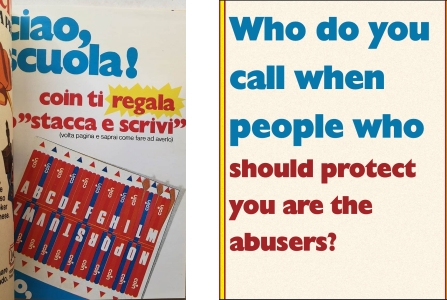 ciao,
scuola!
coin ti regala
"stacca e scrivi"
(volta pagina e saprai come fare ad averlo)
A B C D E F G H I L M
N O P Q R S T U V W Z
Who do you
call when
people who
should protect
you are the
abusers?